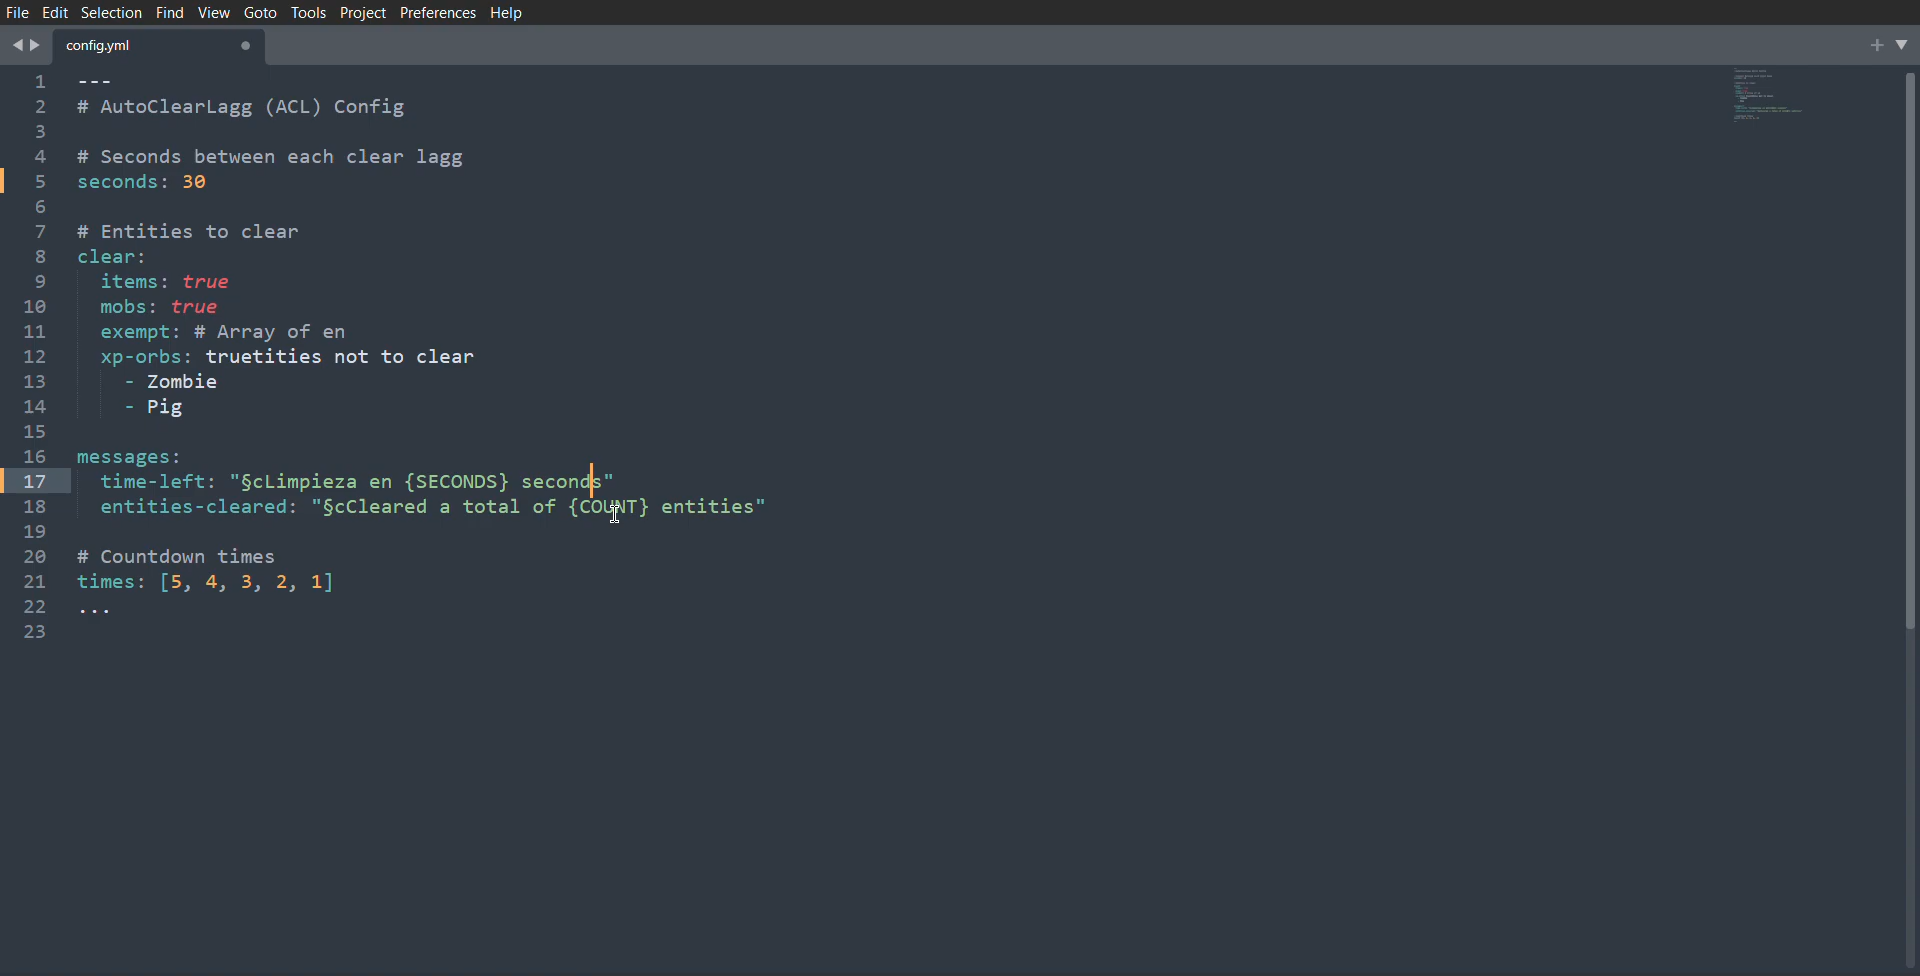 File Edit Selection Find View Goto Tools Project Preferences Help
config.yml
1 ---
2 # AutoClearLagg (ACL) Config
3
4 # Seconds between each clear lagg
5 seconds: 30
6
7 # Entities to clear
8 clear:
9   items: true
10   mobs: true
11   exempt: # Array of en
12   xp-orbs: truetities not to clear
13     - Zombie
14     - Pig
15
16 messages:
17   time-left: "§cLimpieza en {SECONDS} seconds"
18   entities-cleared: "§cCleared a total of {COUNT} entities"
19
20 # Countdown times
21 times: [5, 4, 3, 2, 1]
22 ...
23